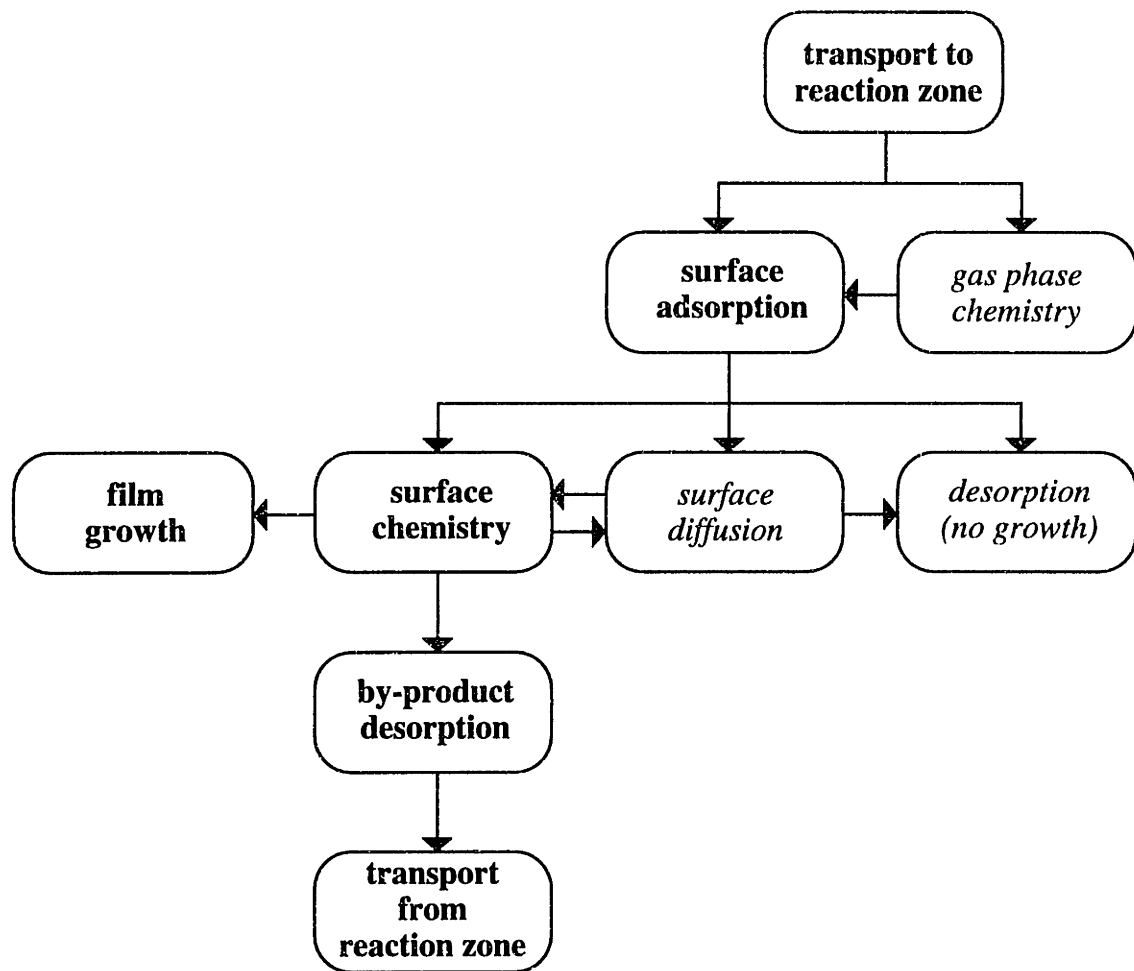 transport to
reaction zone
surface
adsorption
gas phase
chemistry
film
growth
surface
chemistry
surface
diffusion
desorption
(no growth)
by-product
desorption
transport
from
reaction zone